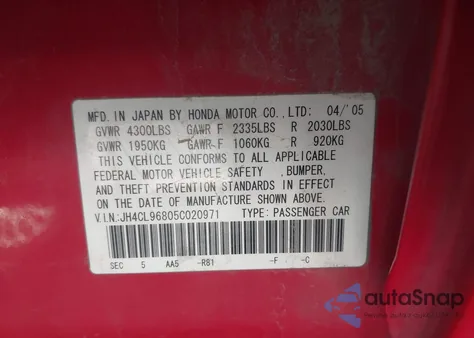 MFD. IN JAPAN BY HONDA MOTOR CO., LTD: 04/'05
GVWR 4300LBS GAWR F 2335LBS R 2030LBS
GVWR 1950KG GAWR-F 1060KG R 920KG
THIS VEHICLE CONFORMS TO ALL APPLICABLE
FEDERAL MOTOR VEHICLE SAFETY ,BUMPER,
AND THEFT PREVENTION STANDARDS IN EFFECT
ON THE DATE OF MANUFACTURE SHOWN ABOVE.
V.I.N:JH4CL96805C020971 TYPE: PASSENGER CAR
SEC 5 AA5 -R81 -F -C
autoSnap